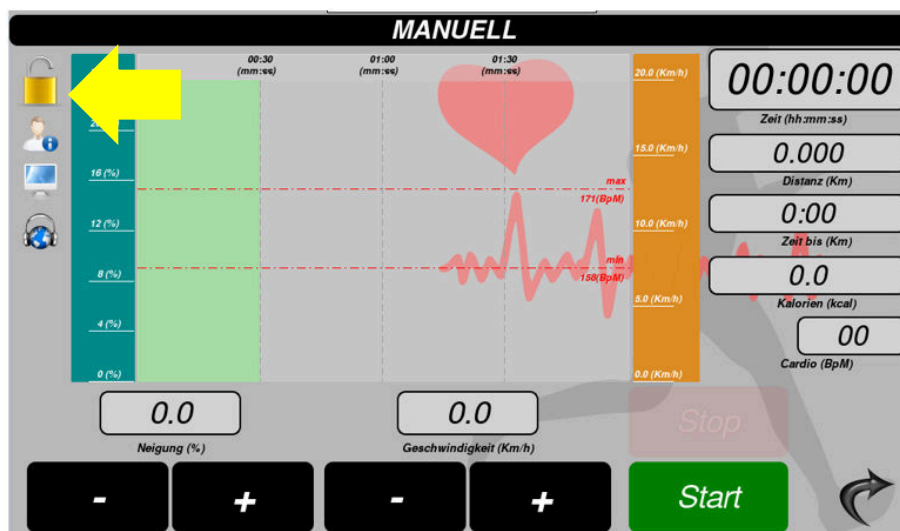 MANUELL
00:30
(mm:ss)
01:00
(mm:ss)
01:30
(mm:ss)
20.0 (Km/h)
15.0 (Km/h)
10.0 (Km/h)
5.0 (Km/h)
0.0 (Km/h)
16 (%)
12 (%)
8 (%)
4 (%)
0 (%)
max
171(BpM)
min
158(BpM)
00:00:00
Zeit (hh:mm:ss)
0.000
Distanz (Km)
0:00
Zeit bis (Km)
0.0
Kalorien (kcal)
00
Cardio (BpM)
0.0
Neigung (%)
0.0
Geschwindigkeit (Km/h)
Stop
- + - + Start